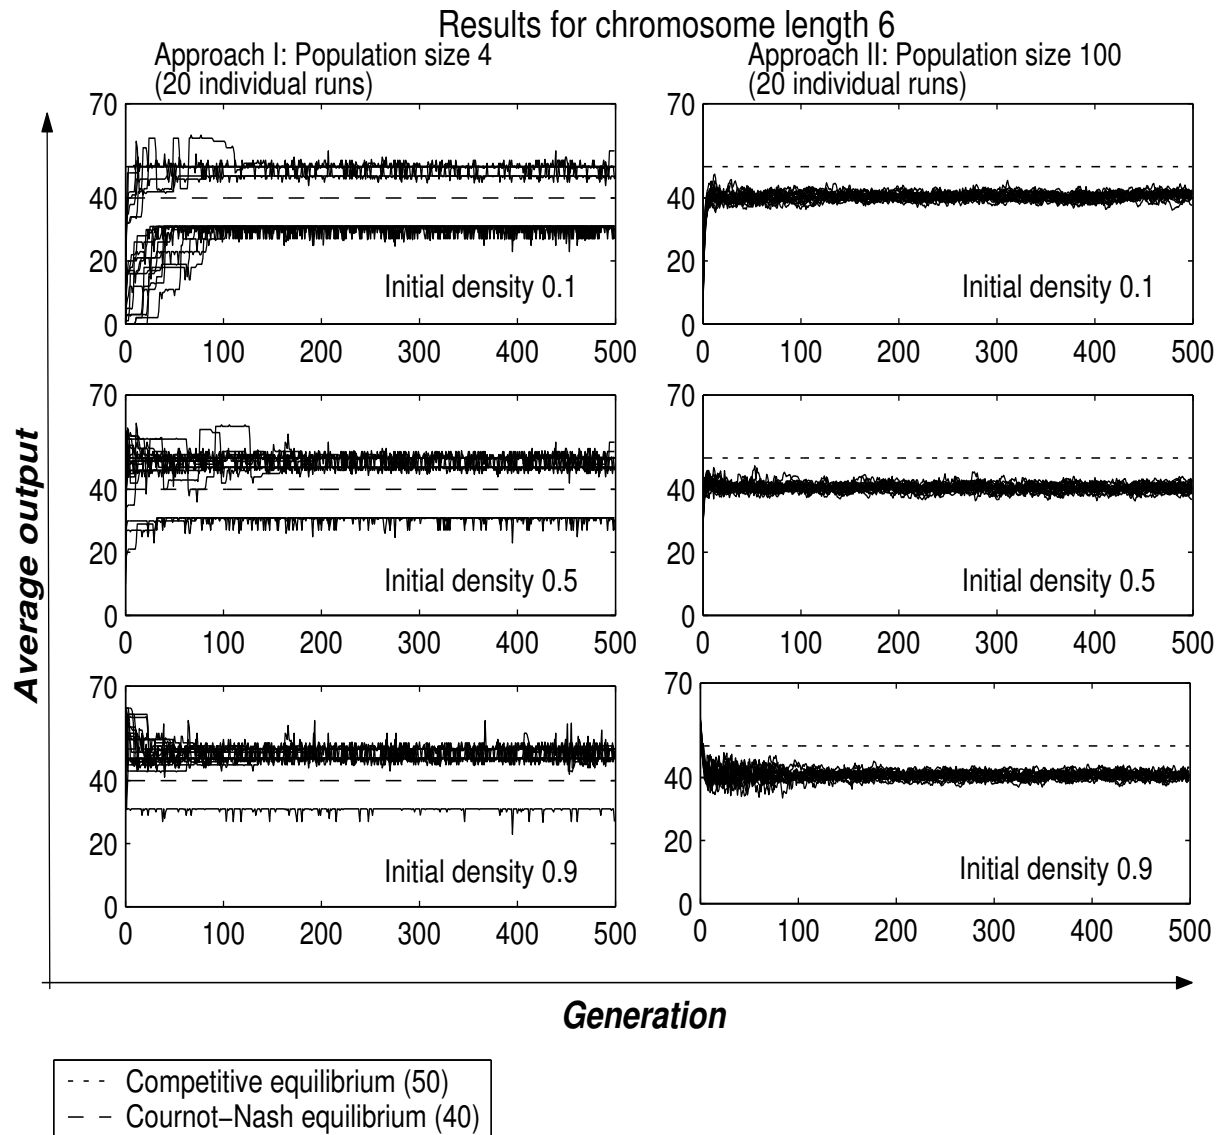 Results for chromosome length 6
Approach I: Population size 4
(20 individual runs)
Approach II: Population size 100
(20 individual runs)
70
40
20
0
0 100 200 300 400 500
Initial density 0.1
70
40
20
0
0 100 200 300 400 500
Initial density 0.1
70
40
20
0
0 100 200 300 400 500
Initial density 0.5
70
40
20
0
0 100 200 300 400 500
Initial density 0.5
70
40
20
0
0 100 200 300 400 500
Initial density 0.9
70
40
20
0
0 100 200 300 400 500
Initial density 0.9
Average output
Generation
Competitive equilibrium (50)
Cournot−Nash equilibrium (40)